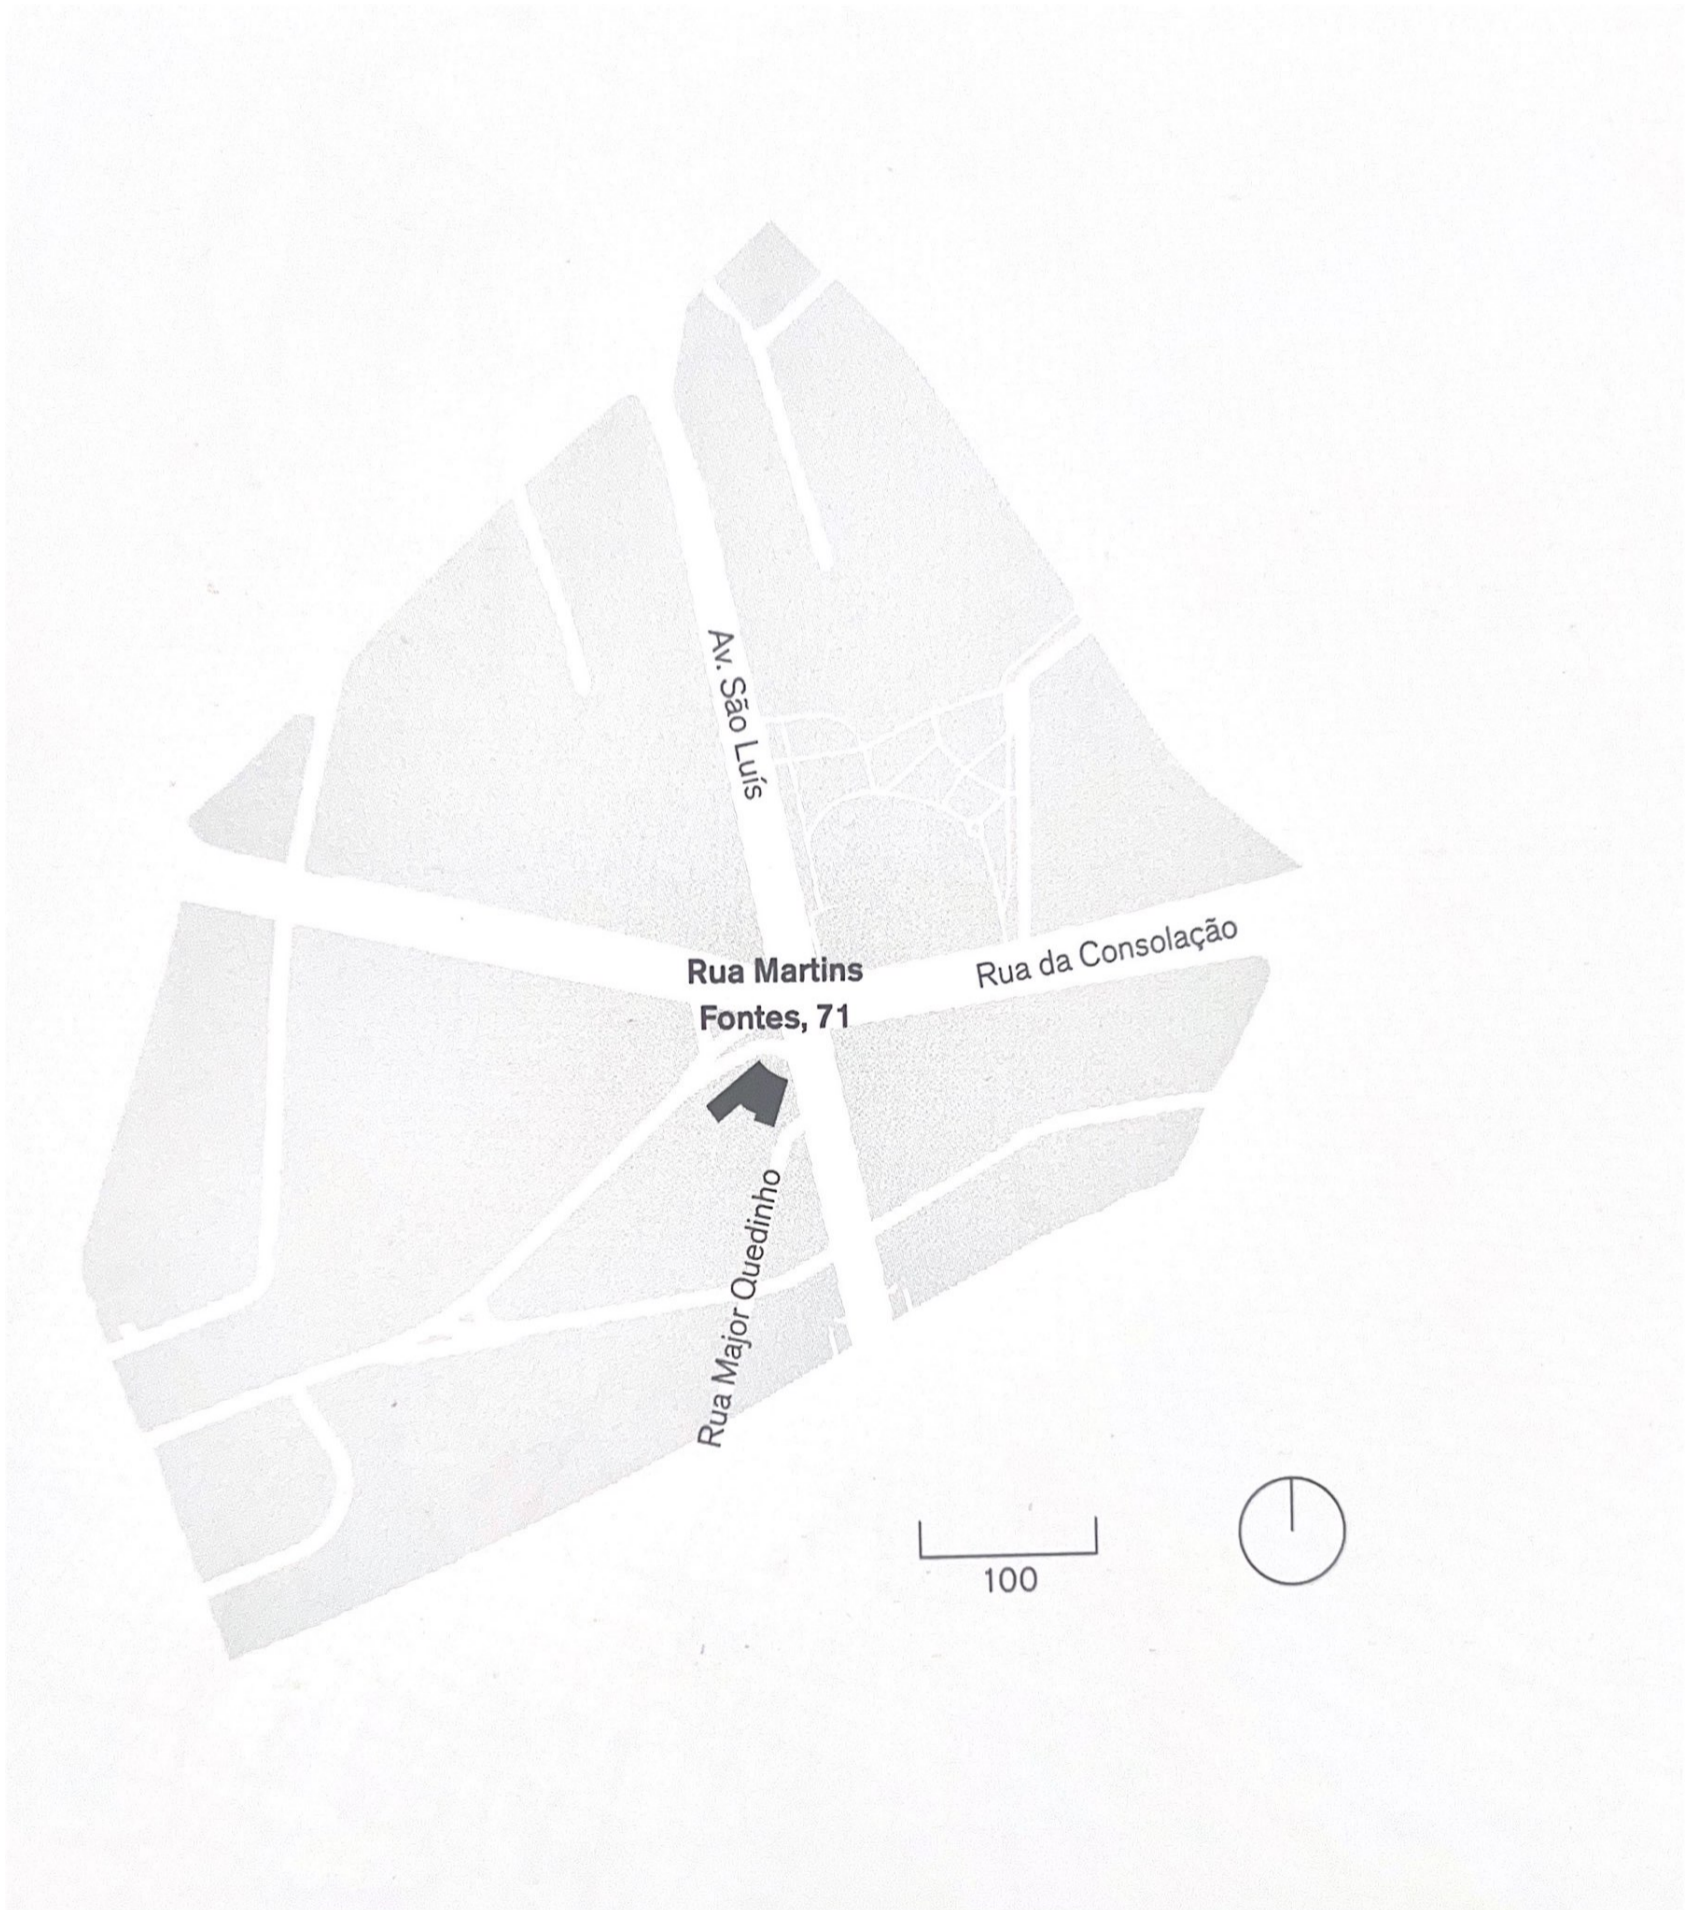 Av. São Luís
Rua da Consolação
Rua Martins
Fontes, 71
Rua Major Quedinho
100